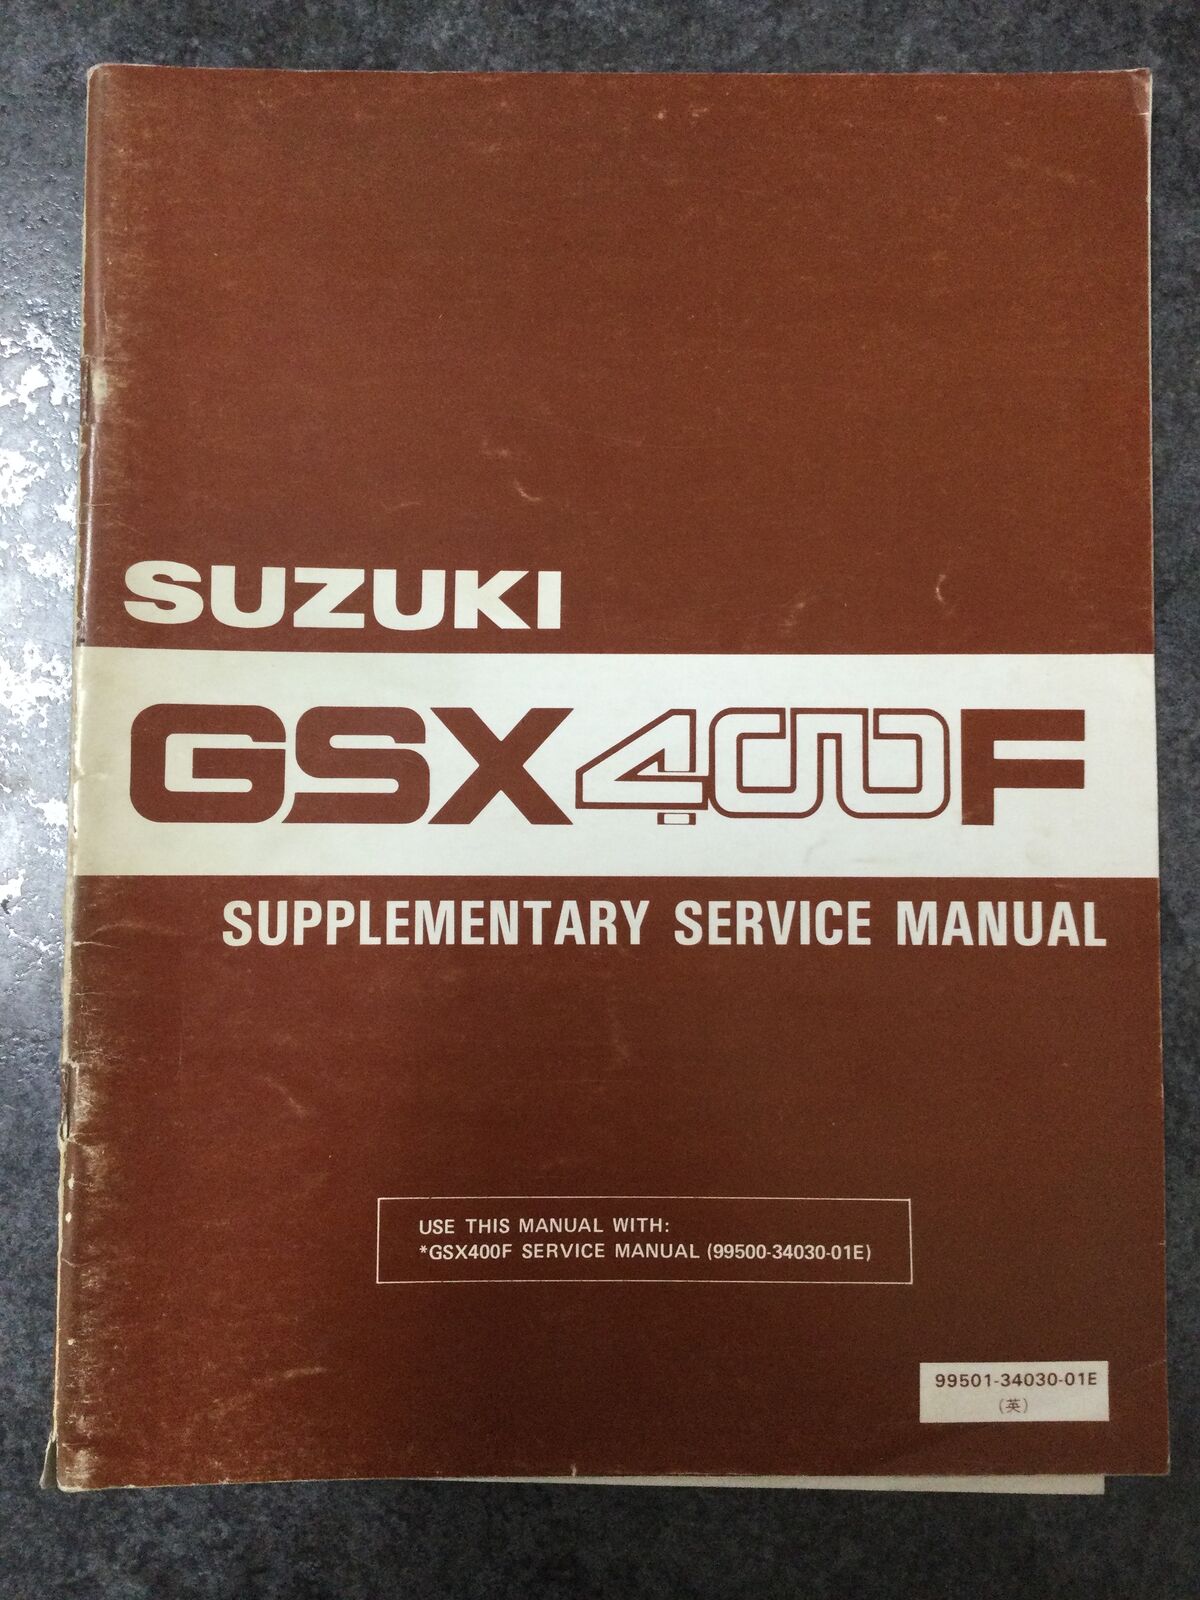 SUZUKI
GSX400F
SUPPLEMENTARY SERVICE MANUAL
USE THIS MANUAL WITH:
*GSX400F SERVICE MANUAL (99500-34030-01E)
99501-34030-01E
(英)